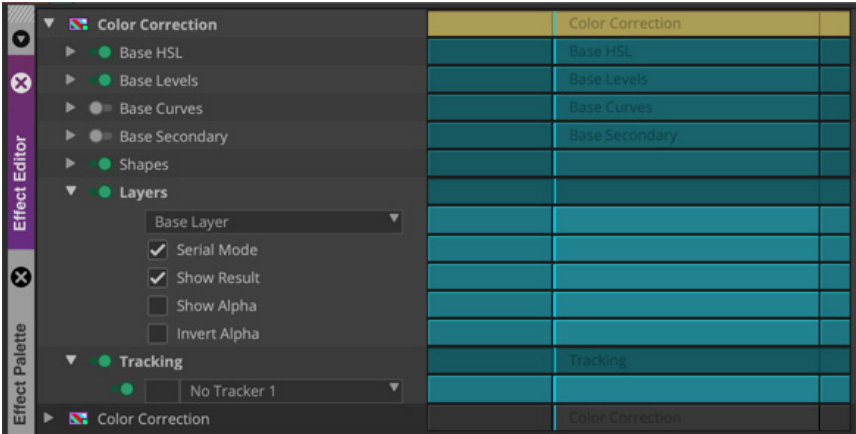 Color Correction Color Correction
Base HSL Base HSL
Base Levels Base Levels
Base Curves Base Curves
Base Secondary Base Secondary
Shapes
Layers
Base Layer
Serial Mode
Show Result
Show Alpha
Invert Alpha
Tracking Tracking
No Tracker 1
Color Correction Color Correction
Effect Editor
Effect Palette